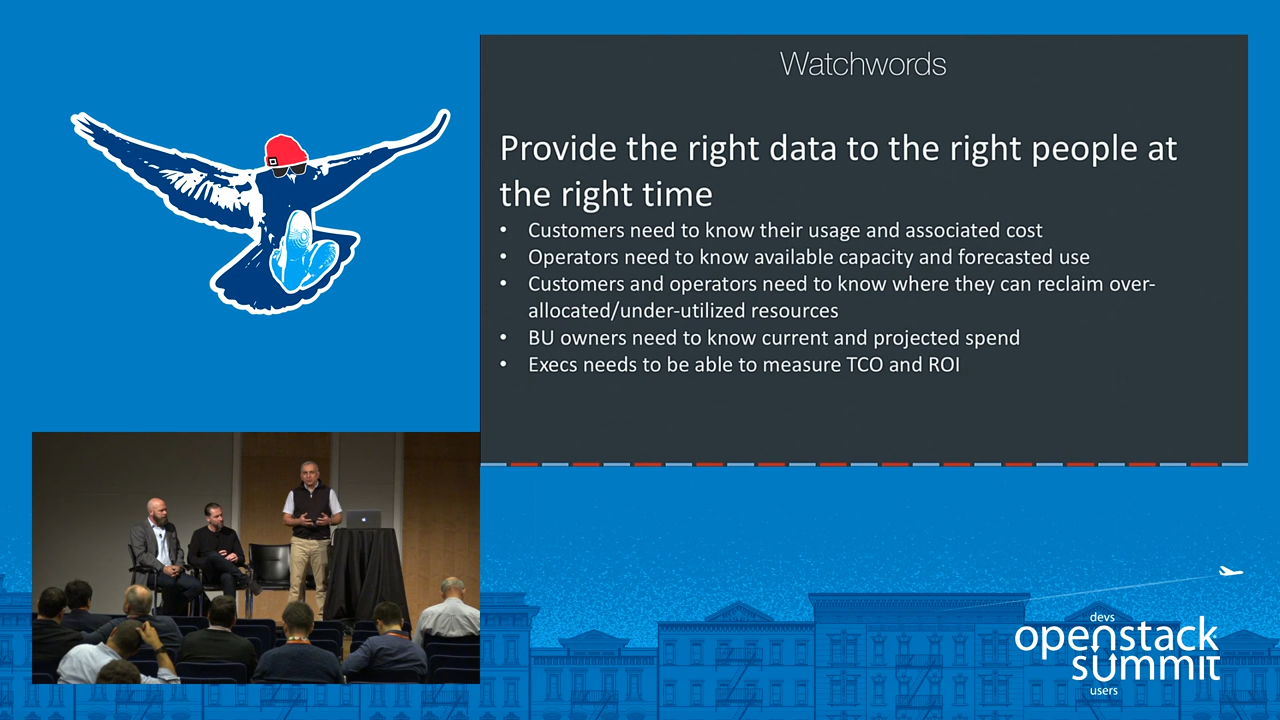 Watchwords
Provide the right data to the right people at
the right time
• Customers need to know their usage and associated cost
• Operators need to know available capacity and forecasted use
• Customers and operators need to know where they can reclaim over-
allocated/under-utilized resources
• BU owners need to know current and projected spend
• Execs needs to be able to measure TCO and ROI
devs
openstack
summit
users